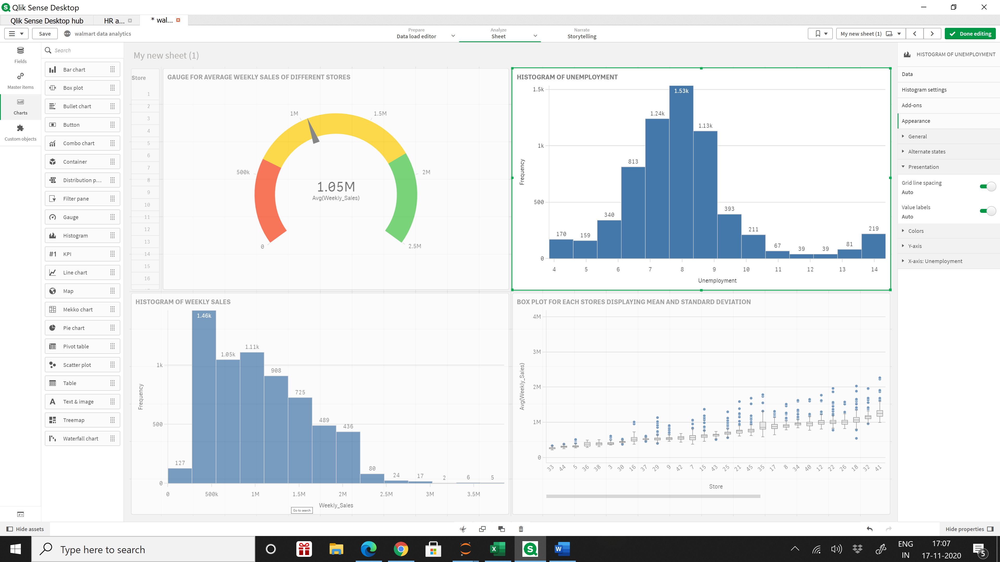 Qlik Sense Desktop
Qlik Sense Desktop hub
HR a...
* wal...
Save
walmart data analytics
Prepare
Data load editor
Analyze
Sheet
Narrate
Storytelling
My new sheet (1)
Done editing
Fields
Master items
Charts
Custom objects
Search
Bar chart
Box plot
Bullet chart
Button
Combo chart
Container
Distribution p...
Filter pane
Gauge
Histogram
#1 KPI
Line chart
Map
Mekko chart
Pie chart
Pivot table
Scatter plot
Table
A Text & image
Treemap
Waterfall chart
My new sheet (1)
Store
1
2
3
4
5
6
7
8
9
10
11
12
13
14
15
16
GAUGE FOR AVERAGE WEEKLY SALES OF DIFFERENT STORES
0
500k
1M
1.5M
2M
2.5M
1.05M
Avg(Weekly_Sales)
HISTOGRAM OF UNEMPLOYMENT
Frequency
1.5k
1k
500
0
170
159
340
813
1.24k
1.53k
1.13k
393
211
67
39
39
81
219
4 5 6 7 8 9 10 11 12 13 14
Unemployment
HISTOGRAM OF WEEKLY SALES
Frequency
1k
500
0
127
1.46k
1.05k
1.11k
908
725
489
436
80
24
17
2
6
5
0 500k 1M 1.5M 2M 2.5M 3M 3.5M
Weekly_Sales
Go to search
BOX PLOT FOR EACH STORES DISPLAYING MEAN AND STANDARD DEVIATION
Avg(Weekly_Sales)
4M
3M
2M
1M
0
33 44 5 36 38 3 30 16 37 29 9 42 7 15 43 25 21 45 35 17 8 34 40 12 22 26 18 32 41
Store
HISTOGRAM OF UNEMPLOYMENT
Data
Histogram settings
Add-ons
Appearance
General
Alternate states
Presentation
Grid line spacing
Auto
Value labels
Auto
Colors
Y-axis
X-axis: Unemployment
Hide assets
Hide properties
Type here to search
ENG
IN
17:07
17-11-2020
5